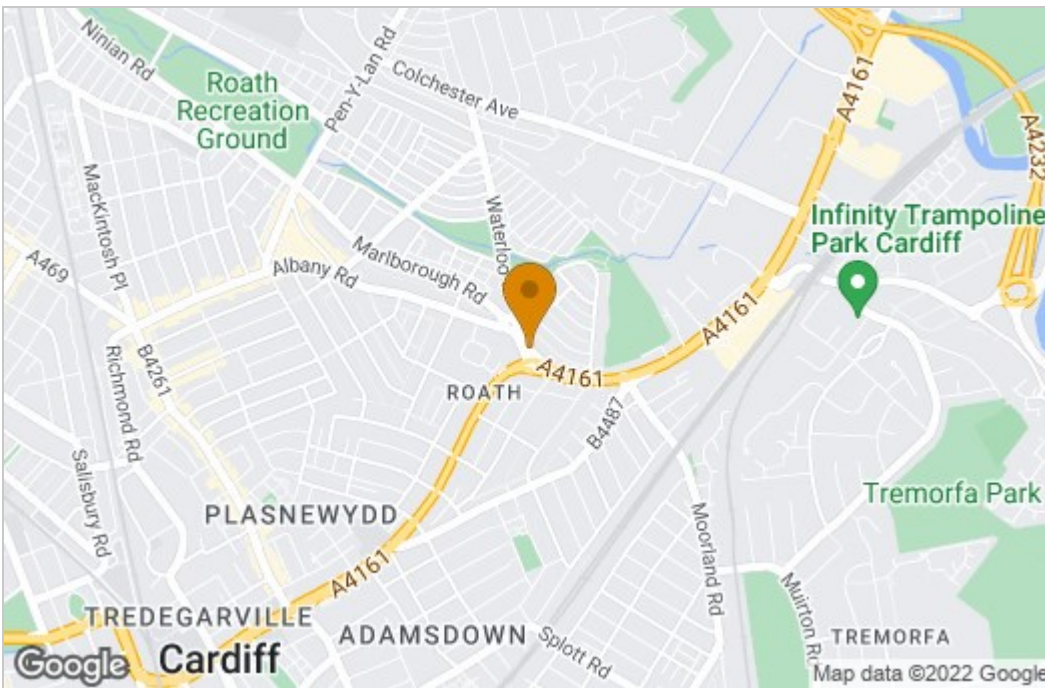 Ninian Rd
Roath
Recreation
Ground
Pen-Y-Lan Rd
Colchester Ave
A4161
A4232
MacKintosh Pl
Waterloo
Infinity Trampoline
Park Cardiff
A469
Albany Rd
Marlborough Rd
A4161
A4161
Richmond Rd
B4261
ROATH
B4487
Salisbury Rd
Tremorfa Park
PLASNEWYDD
Moorland Rd
A4161
Muirton Rd
TREDEGARVILLE
ADAMSDOWN
Splott Rd
TREMORFA
Google
Cardiff
Map data ©2022 Google